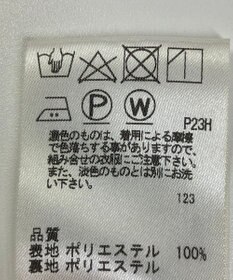 P23H
濃色のものは、着用による摩擦
で色落ちする事がありますので、
組み合せの衣服にご注意下さい。
また、淡色のものとは別にお洗
い下さい。
123
品質
表地 ポリエステル 100%
裏地 ポリエステル